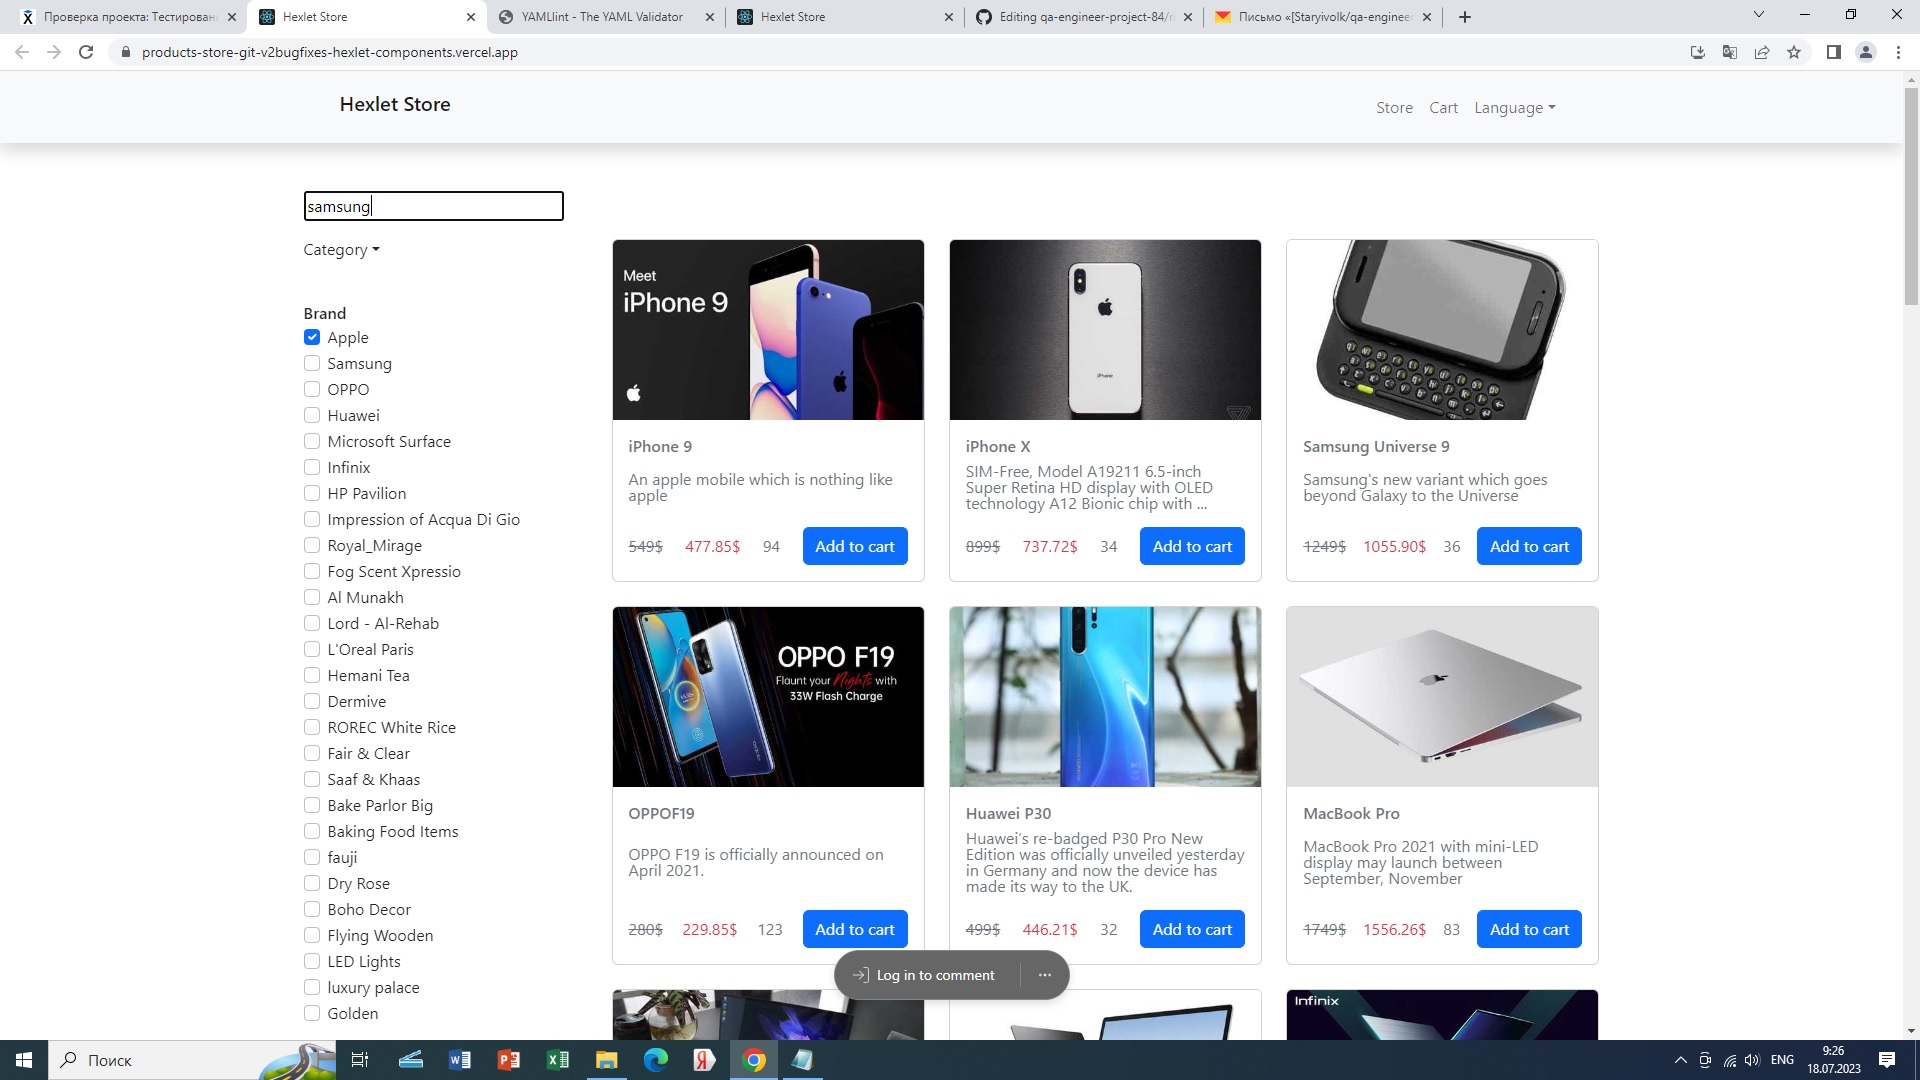 Проверка проекта: Тестирован
Hexlet Store
YAMLlint - The YAML Validator
Hexlet Store
Editing qa-engineer-project-84/r
Письмо «[Staryivolk/qa-engineer
products-store-git-v2bugfixes-hexlet-components.vercel.app
Hexlet Store
Store
Cart
Language
samsung
Category
Brand
Apple
Samsung
OPPO
Huawei
Microsoft Surface
Infinix
HP Pavilion
Impression of Acqua Di Gio
Royal_Mirage
Fog Scent Xpressio
Al Munakh
Lord - Al-Rehab
L'Oreal Paris
Hemani Tea
Dermive
ROREC White Rice
Fair & Clear
Saaf & Khaas
Bake Parlor Big
Baking Food Items
fauji
Dry Rose
Boho Decor
Flying Wooden
LED Lights
luxury palace
Golden
Meet
iPhone 9
iPhone 9
An apple mobile which is nothing like
apple
549$ 477.85$ 94 Add to cart
iPhone
iPhone X
SIM-Free, Model A19211 6.5-inch
Super Retina HD display with OLED
technology A12 Bionic chip with ...
899$ 737.72$ 34 Add to cart
Samsung Universe 9
Samsung's new variant which goes
beyond Galaxy to the Universe
1249$ 1055.90$ 36 Add to cart
OPPO F19
Flaunt your Nights with
33W Flash Charge
OPPOF19
OPPO F19 is officially announced on
April 2021.
280$ 229.85$ 123 Add to cart
Huawei P30
Huawei’s re-badged P30 Pro New
Edition was officially unveiled yesterday
in Germany and now the device has
made its way to the UK.
499$ 446.21$ 32 Add to cart
MacBook Pro
MacBook Pro 2021 with mini-LED
display may launch between
September, November
1749$ 1556.26$ 83 Add to cart
Infinix
Log in to comment
Поиск
ENG
9:26
18.07.2023